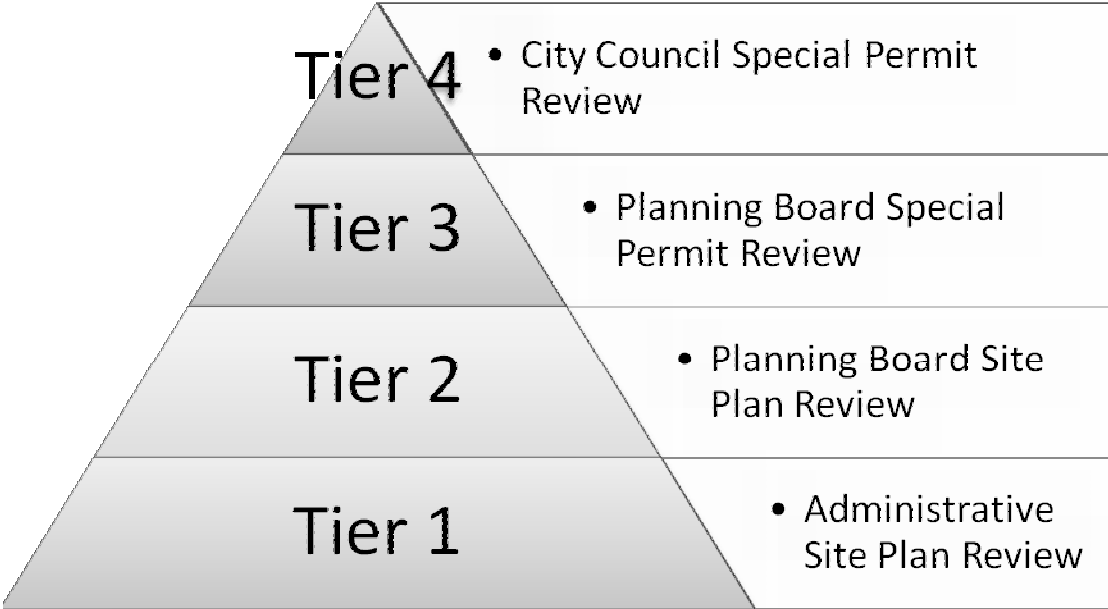 Tier 4
• City Council Special Permit
Review
Tier 3
• Planning Board Special
Permit Review
Tier 2
• Planning Board Site
Plan Review
Tier 1
• Administrative
Site Plan Review